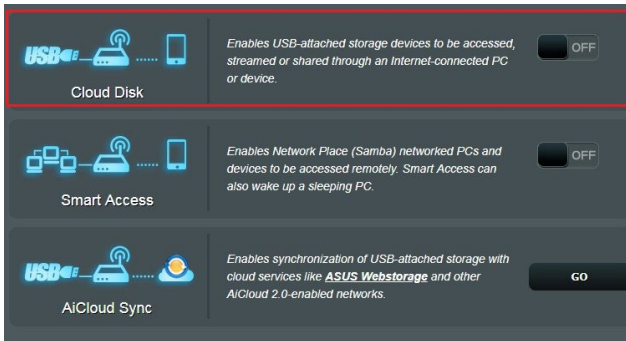 USB
Cloud Disk
Enables USB-attached storage devices to be accessed,
streamed or shared through an Internet-connected PC
or device.
OFF
Smart Access
Enables Network Place (Samba) networked PCs and
devices to be accessed remotely. Smart Access can
also wake up a sleeping PC.
OFF
USB
AiCloud Sync
Enables synchronization of USB-attached storage with
cloud services like ASUS Webstorage and other
AiCloud 2.0-enabled networks.
GO